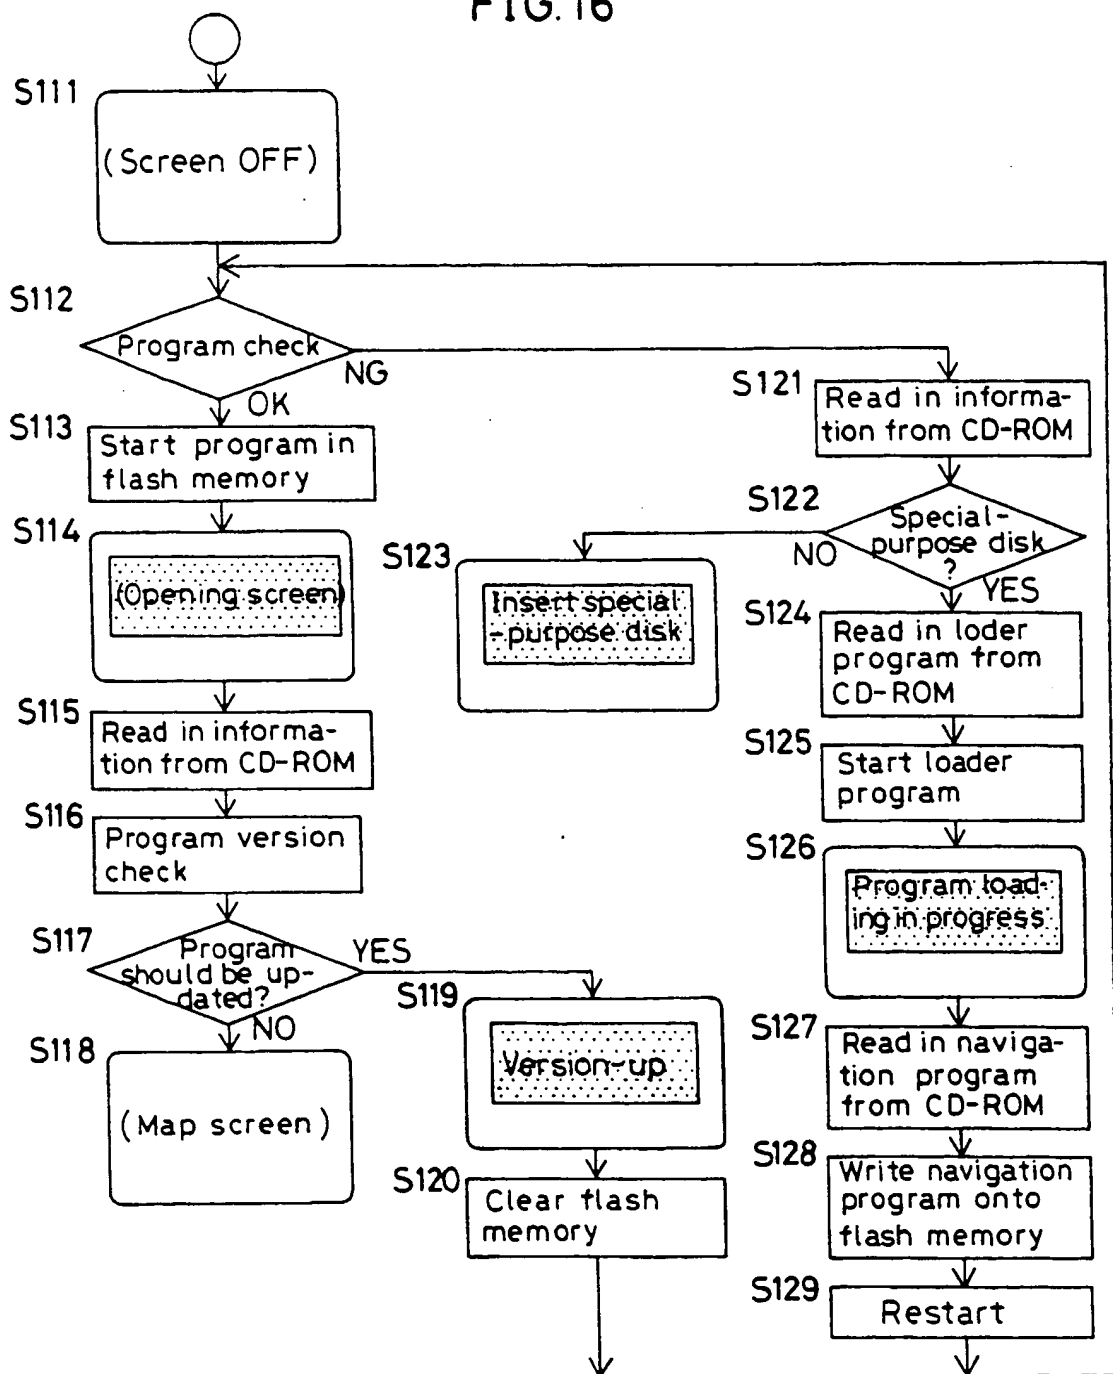 FIG. 16
S111
(Screen OFF)
S112
Program check
NG
OK
S113
Start program in
flash memory
S114
(Opening screen)
S115
Read in informa-
tion from CD-ROM
S116
Program version
check
S117
Program
should be up-
dated?
YES
NO
S118
(Map screen)
S119
Version-up
S120
Clear flash
memory
S121
Read in informa-
tion from CD-ROM
S122
Special-
purpose disk
?
NO
YES
S123
Insert special
-purpose disk
S124
Read in loder
program from
CD-ROM
S125
Start loader
program
S126
Program load-
ing in progress
S127
Read in naviga-
tion program
from CD-ROM
S128
Write navigation
program onto
flash memory
S129
Restart